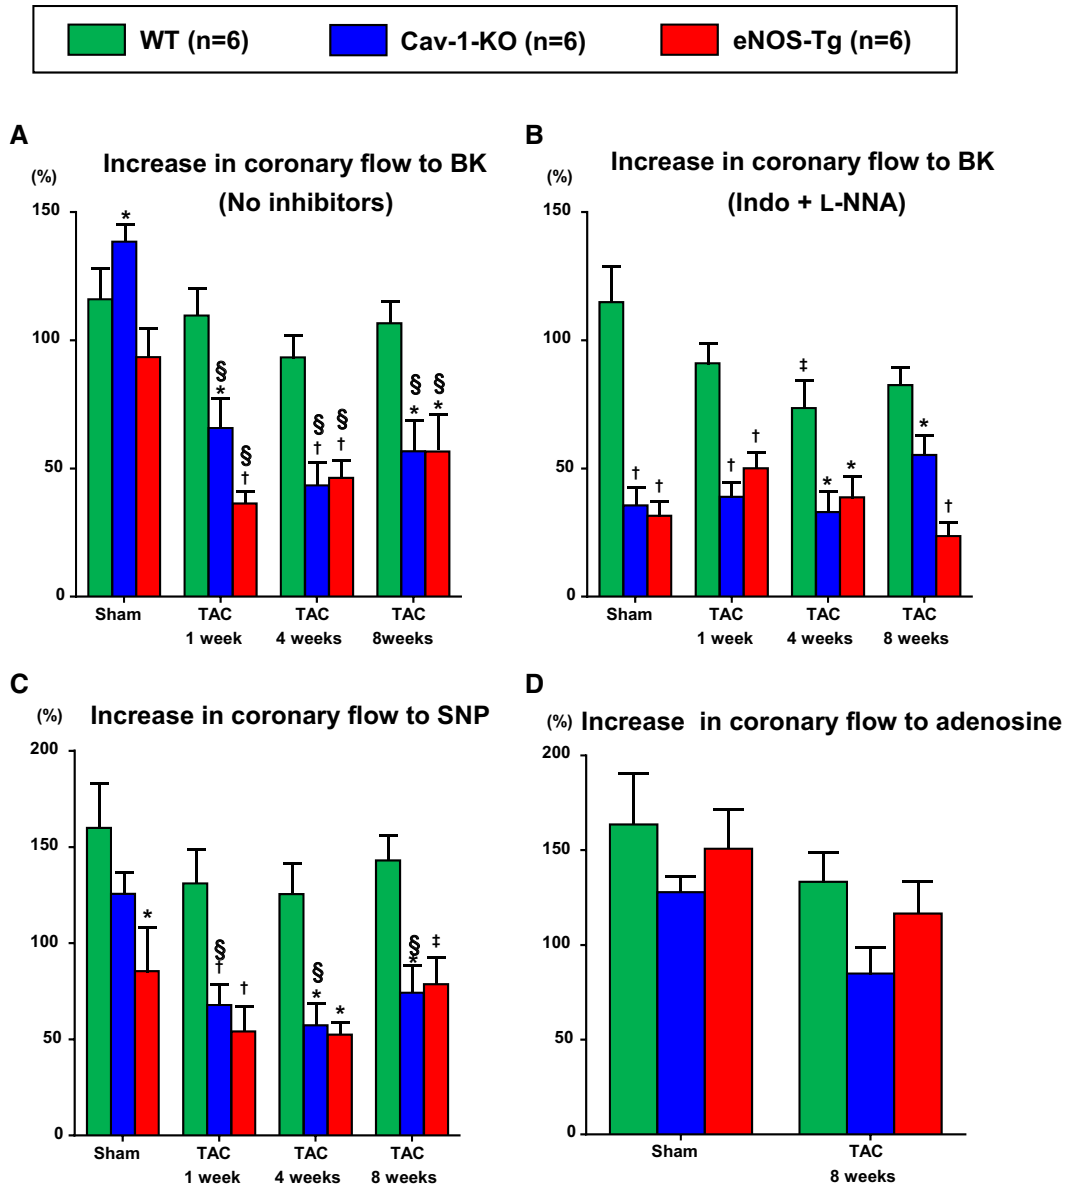 WT (n=6) Cav-1-KO (n=6) eNOS-Tg (n=6)
A
Increase in coronary flow to BK
(No inhibitors)
(%)
150
100
50
0
*
§
*
§
†
§
†
§
†
§
*
§
*
Sham TAC TAC TAC
1 week 4 weeks 8weeks
B
Increase in coronary flow to BK
(Indo + L-NNA)
(%)
150
100
50
0
†
†
†
†
‡
*
*
*
†
Sham TAC TAC TAC
1 week 4 weeks 8 weeks
C
(%) Increase in coronary flow to SNP
200
150
100
50
0
*
§
†
†
§
*
*
§
*
‡
Sham TAC TAC TAC
1 week 4 weeks 8 weeks
D
(%) Increase in coronary flow to adenosine
200
150
100
50
0
Sham TAC
8 weeks